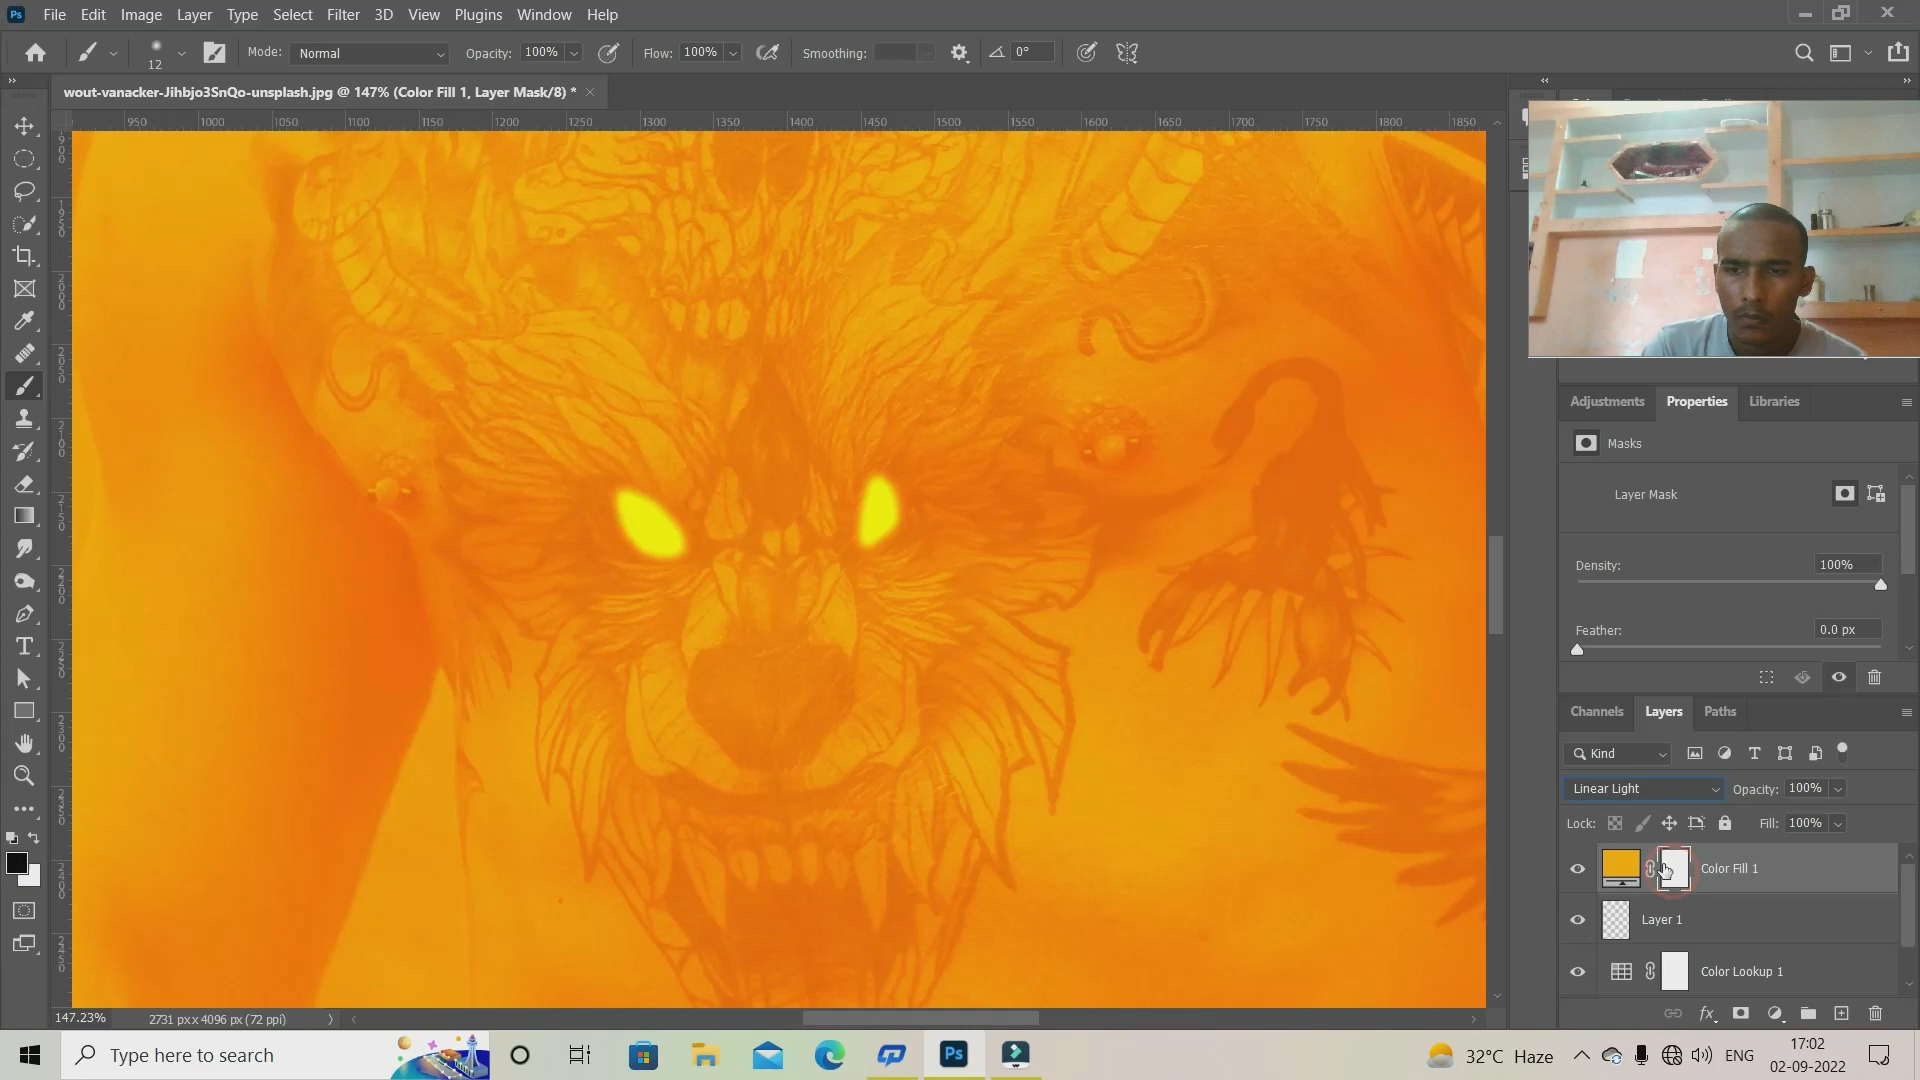 Ps File Edit Image Layer Type Select Filter 3D View Plugins Window Help
12 Mode: Normal Opacity: 100% Flow: 100% Smoothing: 0°
wout-vanacker-Jihbjo3SnQo-unsplash.jpg @ 147% (Color Fill 1, Layer Mask/8) *
950 1000 1050 1100 1150 1200 1250 1300 1350 1400 1450 1500 1550 1600 1650 1700 1750 1800 1850
Adjustments Properties Libraries
Masks
Layer Mask
Density: 100%
Feather: 0.0 px
Channels Layers Paths
Kind
Linear Light Opacity: 100%
Lock: Fill: 100%
Color Fill 1
Layer 1
Color Lookup 1
147.23% 2731 px x 4096 px (72 ppi)
Type here to search
Ps
32°C Haze
ENG
17:02
02-09-2022